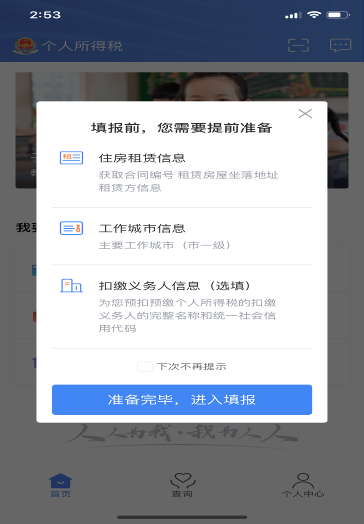 2:53
个人所得税
填报前，您需要提前准备
住房租赁信息
获取合同编号 租赁房屋坐落地址
租赁方信息
工作城市信息
主要工作城市（市一级）
扣缴义务人信息（选填）
为您预扣预缴个人所得税的扣缴
义务人的完整名称和统一社会信
用代码
下次不再提示
准备完毕，进入填报
人人为我·我为人人
首页
查询
个人中心